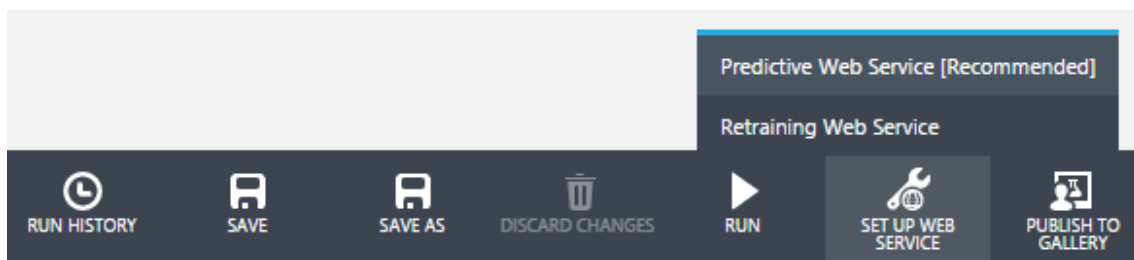 Predictive Web Service [Recommended]
Retraining Web Service
RUN HISTORY
SAVE
SAVE AS
DISCARD CHANGES
RUN
SET UP WEB
SERVICE
PUBLISH TO
GALLERY